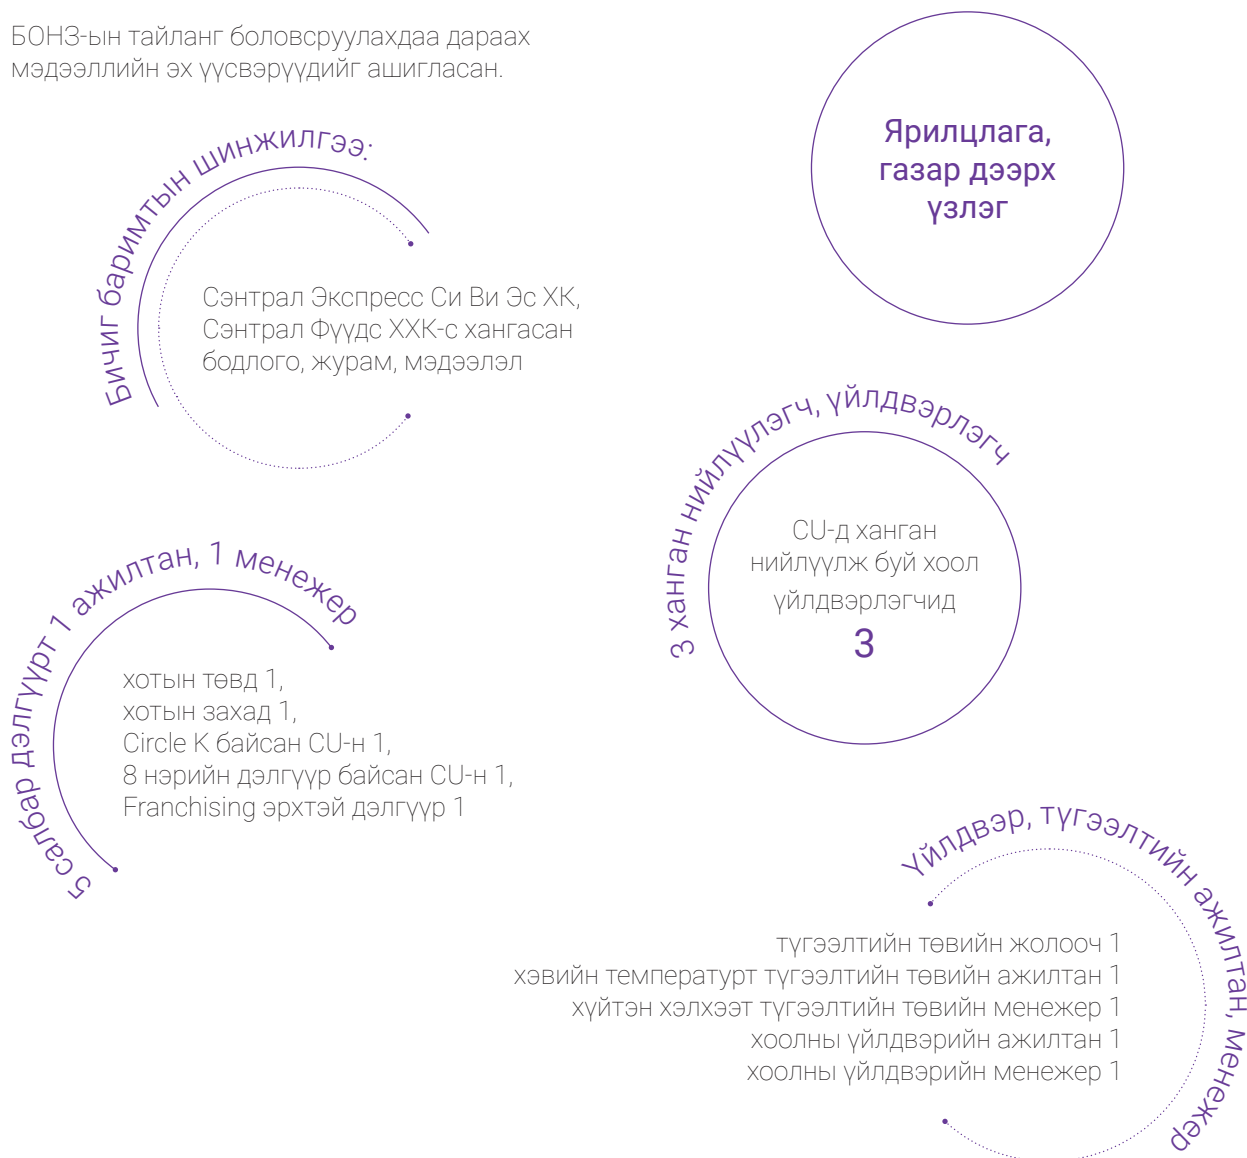 БОНЗ-ын тайланг боловсруулахдаа дараах
мэдээллийн эх үүсвэрүүдийг ашигласан.
Бичиг баримтын шинжилгээ:
Сэнтрал Экспресс Си Ви Эс ХК,
Сэнтрал Фүүдс ХХК-с хангасан
бодлого, журам, мэдээлэл
Ярилцлага,
газар дээрх
үзлэг
3 ханган нийлүүлэгч, үйлдвэрлэгч
CU-д ханган
нийлүүлж буй хоол
үйлдвэрлэгчид
3
5 салбар дэлгүүрт 1 ажилтан, 1 менежер
хотын төвд 1,
хотын захад 1,
Circle K байсан CU-н 1,
8 нэрийн дэлгүүр байсан CU-н 1,
Franchising эрхтэй дэлгүүр 1
Үйлдвэр, түгээлтийн ажилтан, менежер
түгээлтийн төвийн жолооч 1
хэвийн температурт түгээлтийн төвийн ажилтан 1
хүйтэн хэлхээт түгээлтийн төвийн менежер 1
хоолны үйлдвэрийн ажилтан 1
хоолны үйлдвэрийн менежер 1